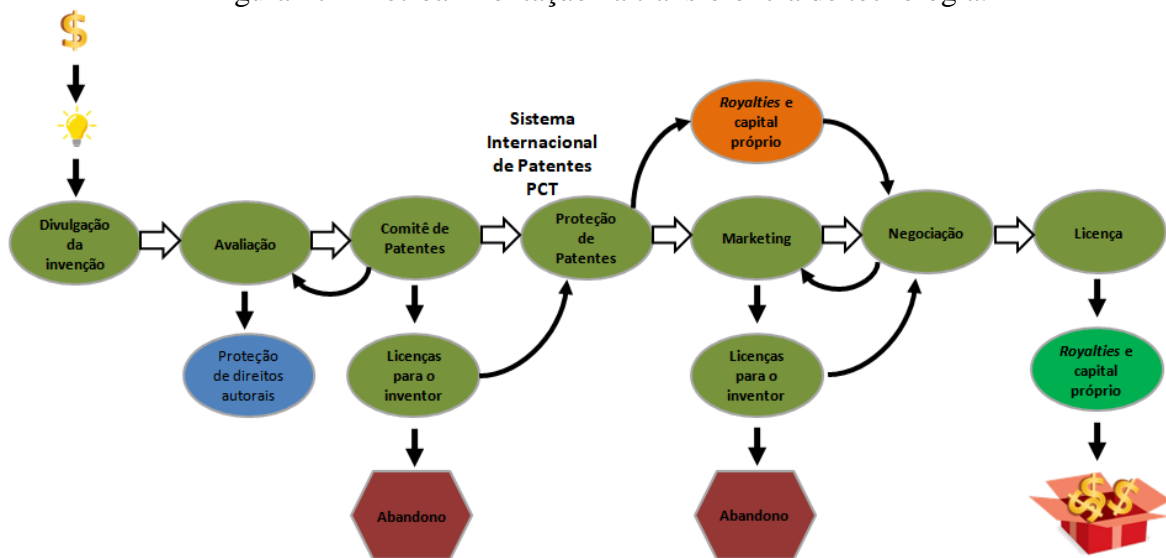 Royalties e
capital
próprio
Sistema
Internacional
de Patentes
PCT
Divulgação
da
invenção
Avaliação
Comitê de
Patentes
Proteção
de
Patentes
Marketing
Negociação
Licença
Proteção
de direitos
autorais
Licenças
para o
inventor
Licenças
para o
inventor
Royalties e
capital
próprio
Abandono
Abandono